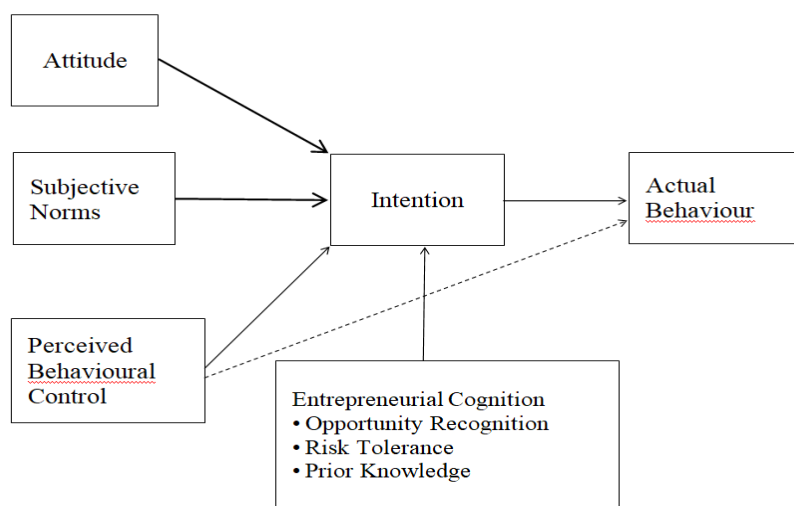 Attitude
Subjective
Norms
Intention
Actual
Behaviour
Perceived
Behavioural
Control
Entrepreneurial Cognition
• Opportunity Recognition
• Risk Tolerance
• Prior Knowledge